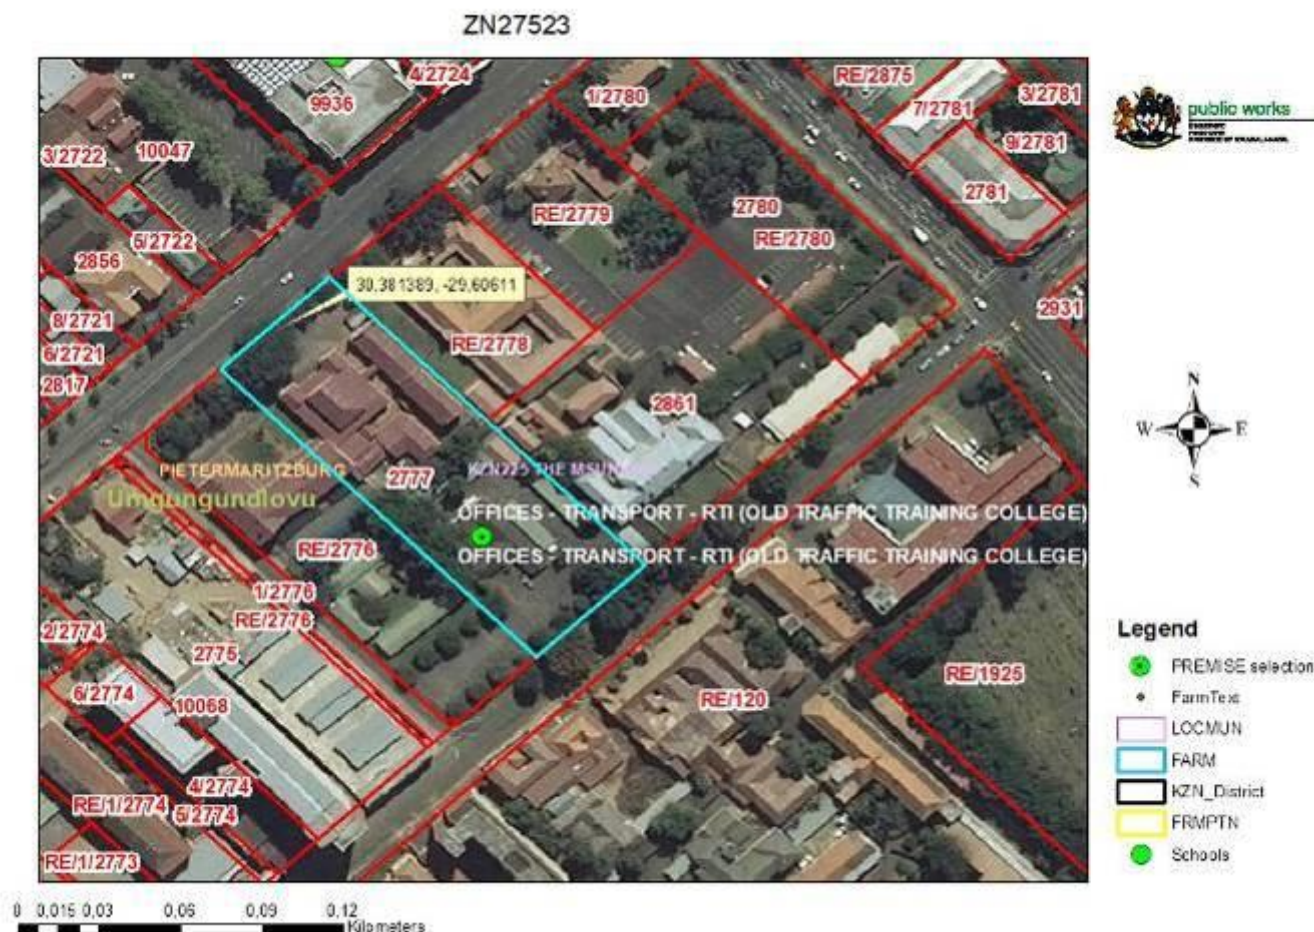 ZN27523
4/2724
9936
1/2780
RE/2875
7/2781
3/2781
public works
3/2722
10047
9/2781
2781
5/2722
RE/2779
2780
RE/2780
2856
30,381389, -29,60611
2931
8/2721
6/2721
RE/2778
2817
2861
N
W E
S
PIETERMARITZBURG
KZN225 THE MSUN
2777
Umgungundlovu
OFFICES - TRANSPORT - RTI (OLD TRAFFIC TRAINING COLLEGE)
RE/2776
OFFICES - TRANSPORT - RTI (OLD TRAFFIC TRAINING COLLEGE)
1/2776
RE/2776
2/2774
2775
6/2774
10068
RE/120
RE/1925
4/2774
RE/1/2774
5/2774
RE/1/2773
Legend
PREMISE selection
FarmText
LOCMUN
FARM
KZN_District
FRMPTN
Schools
0 0,015 0,03 0,06 0,09 0,12
Kilometers